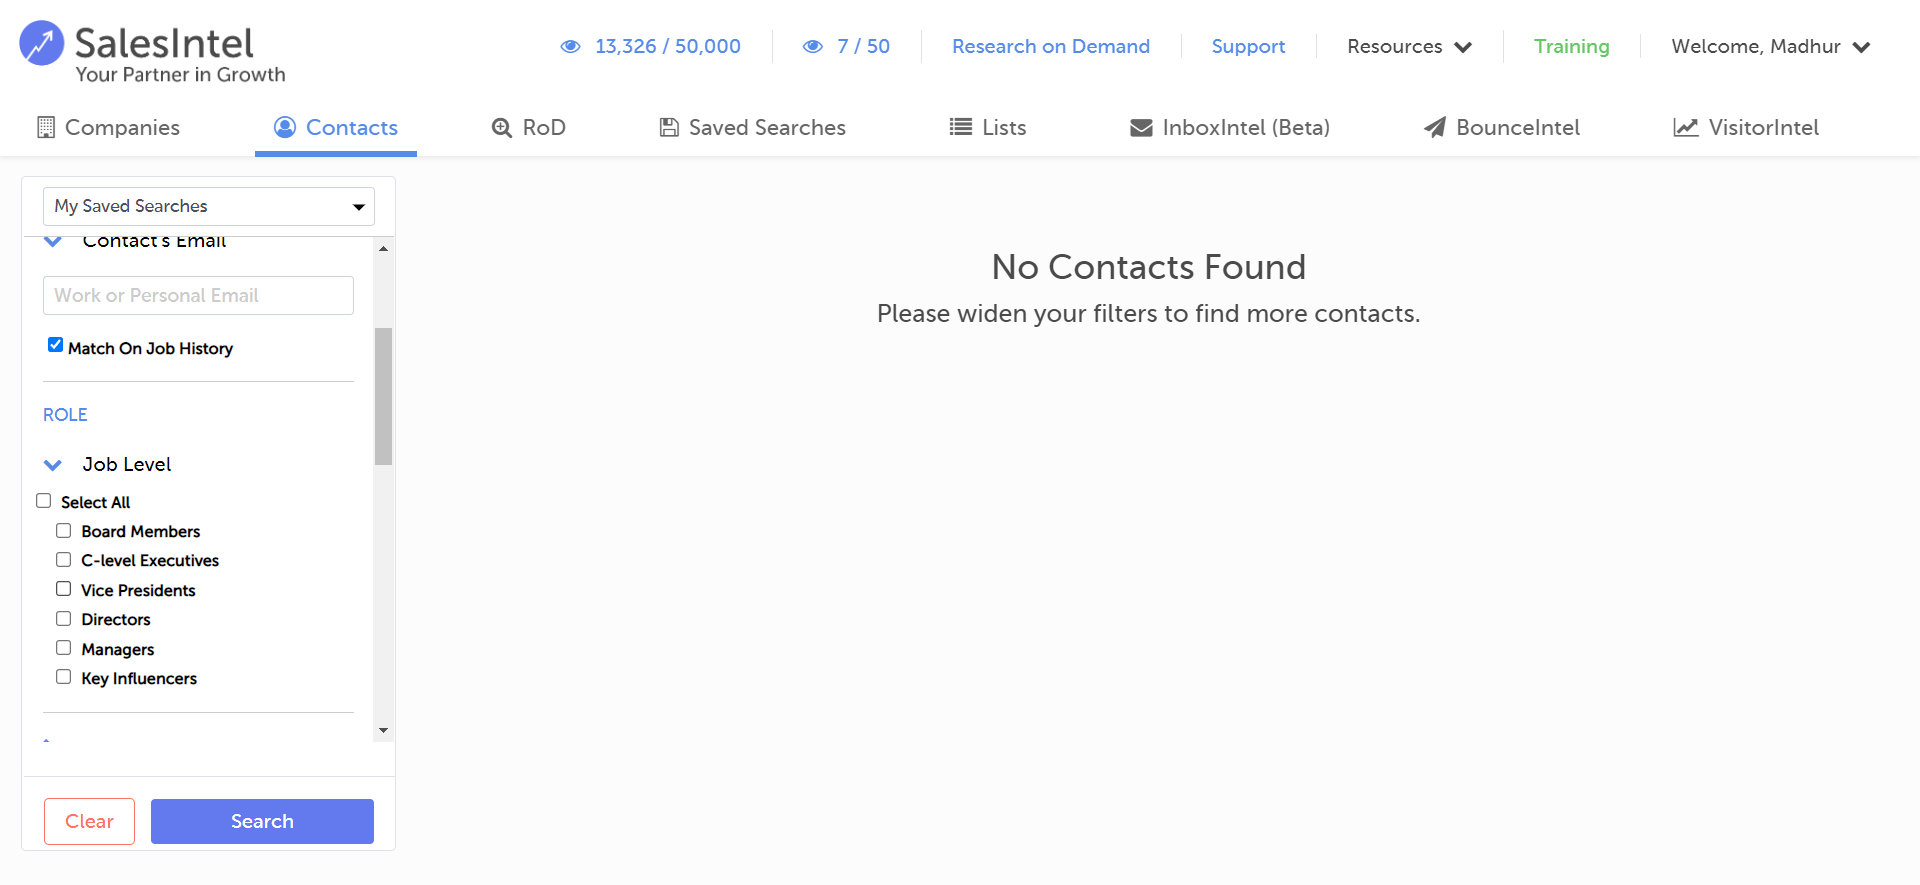 SalesIntel
Your Partner in Growth
13,326 / 50,000
7 / 50
Research on Demand
Support
Resources
Training
Welcome, Madhur
Companies
Contacts
RoD
Saved Searches
Lists
InboxIntel (Beta)
BounceIntel
VisitorIntel
My Saved Searches
Contact's Email
Work or Personal Email
Match On Job History
ROLE
Job Level
Select All
Board Members
C-level Executives
Vice Presidents
Directors
Managers
Key Influencers
Clear
Search
No Contacts Found
Please widen your filters to find more contacts.